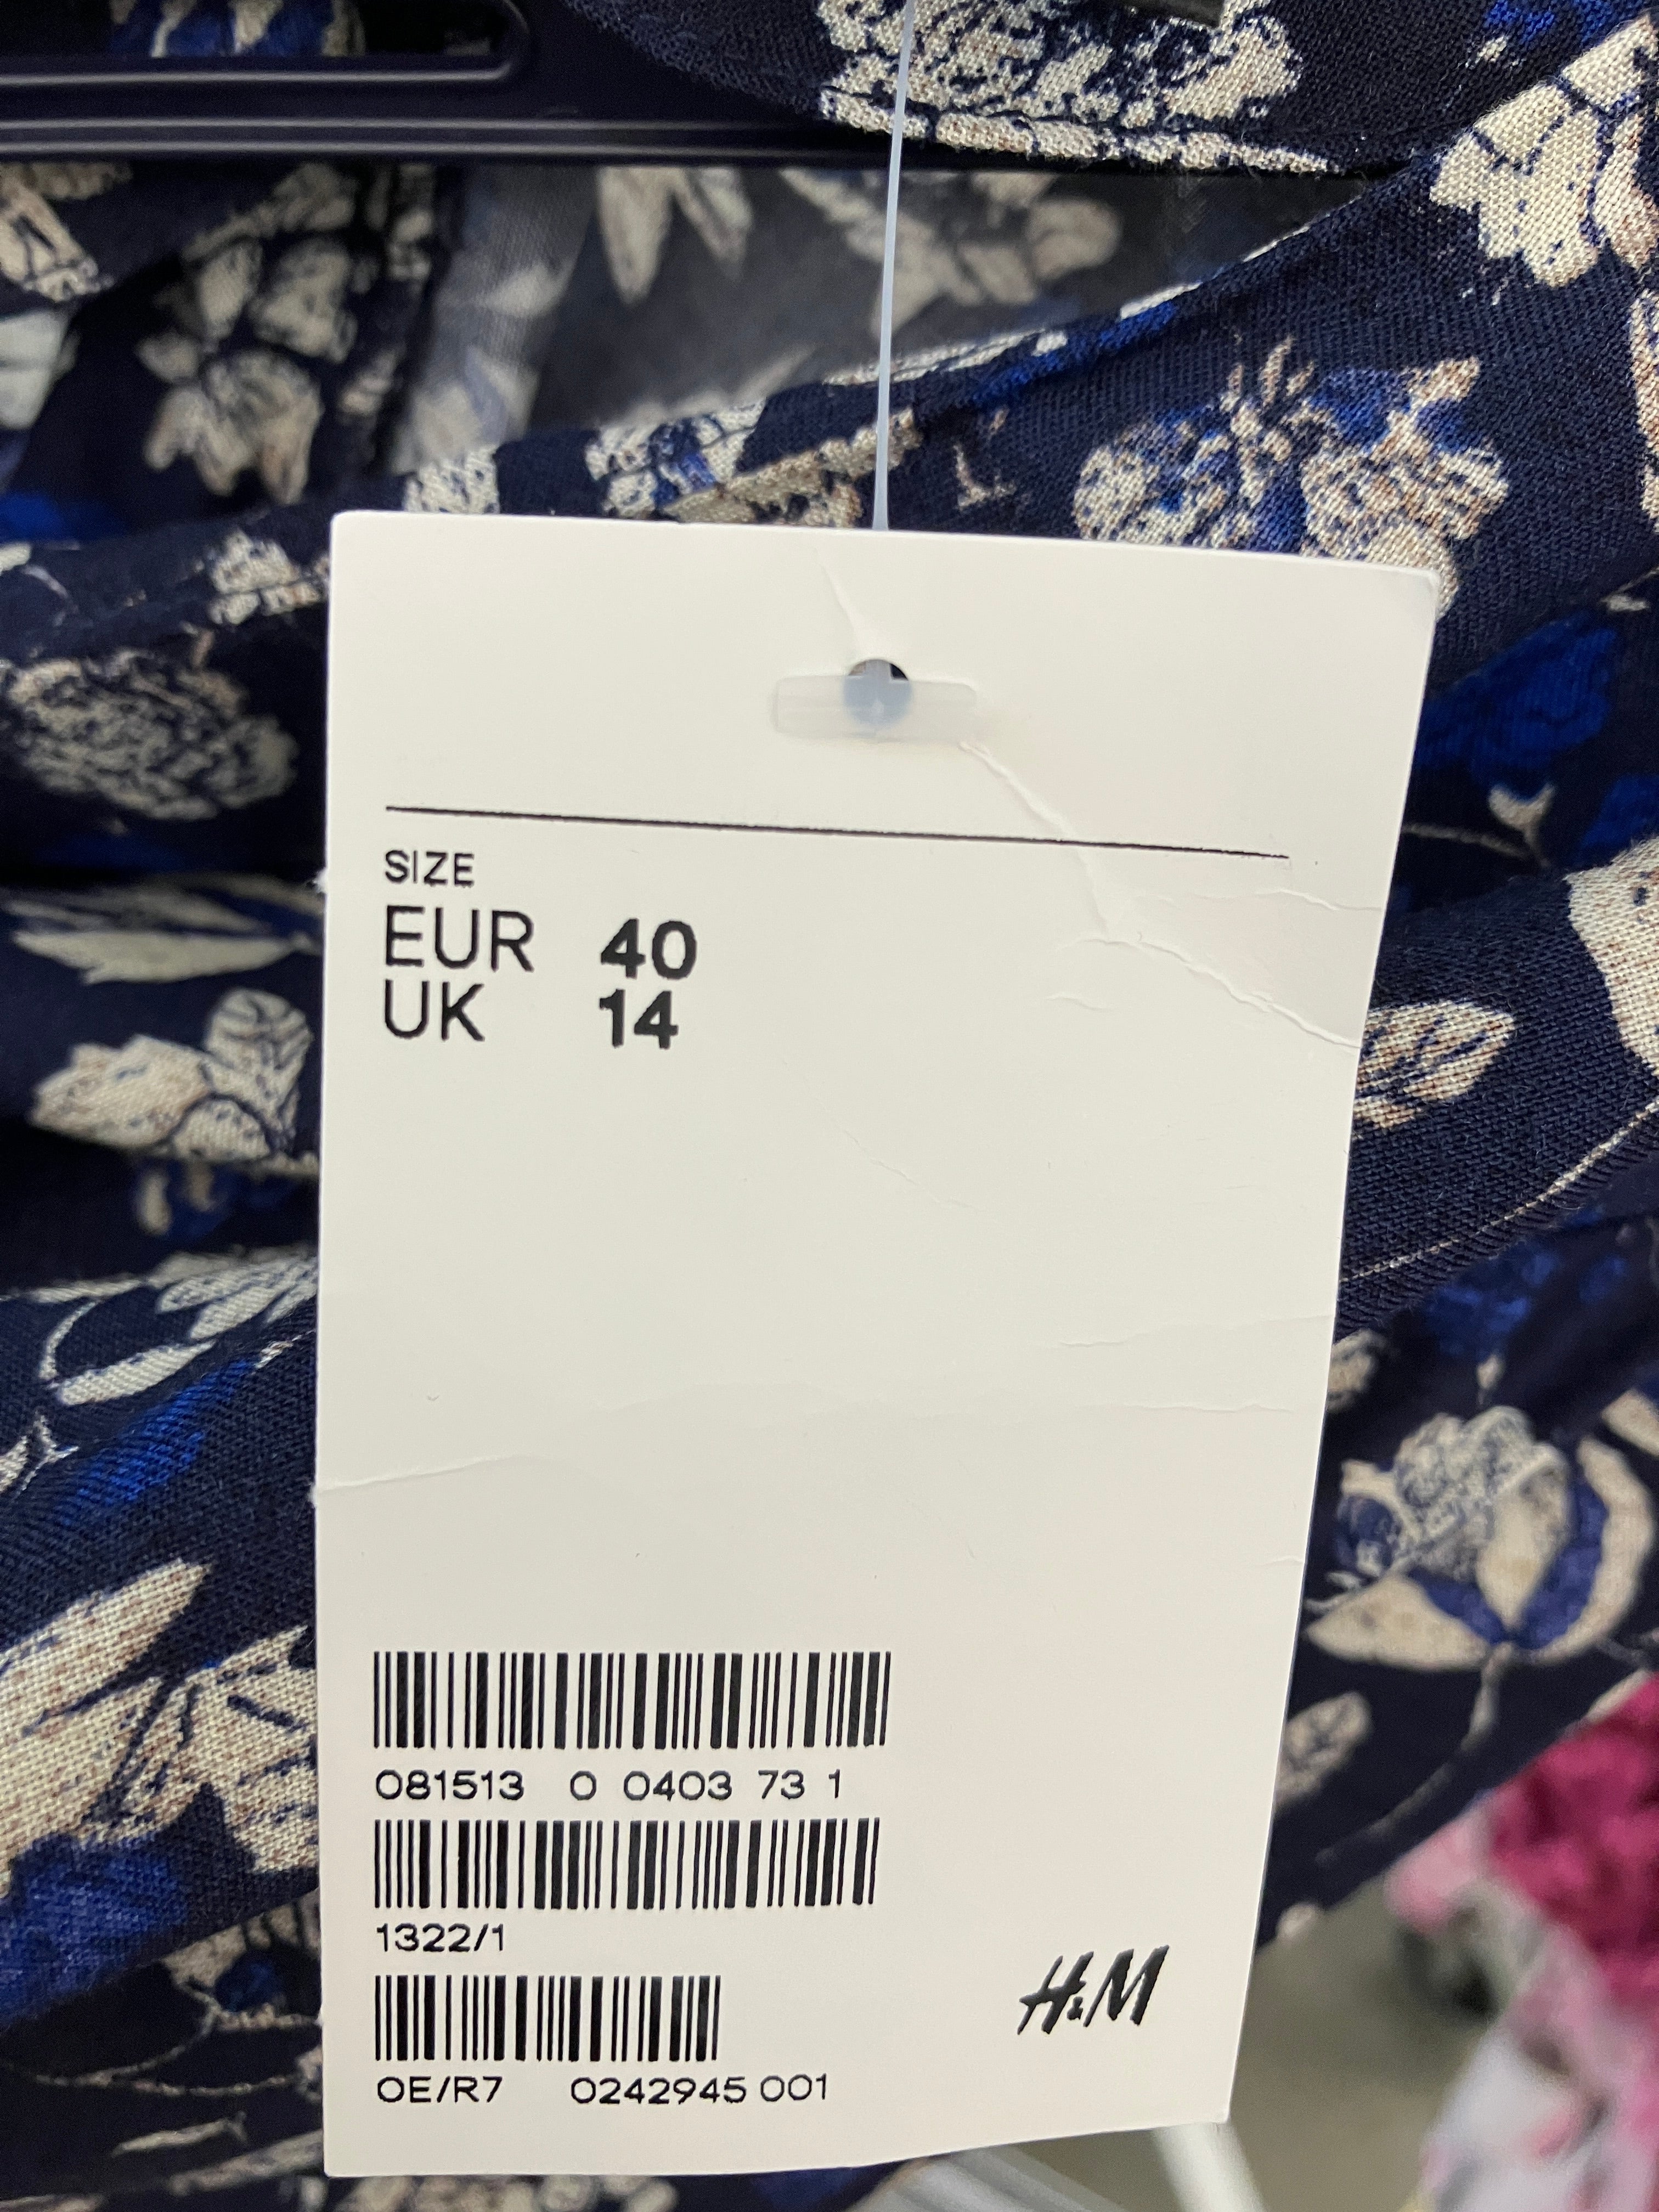 SIZE
EUR 40
UK 14
081513 0 0403 73 1
1322/1
H&M
OE/R7 0242945 001